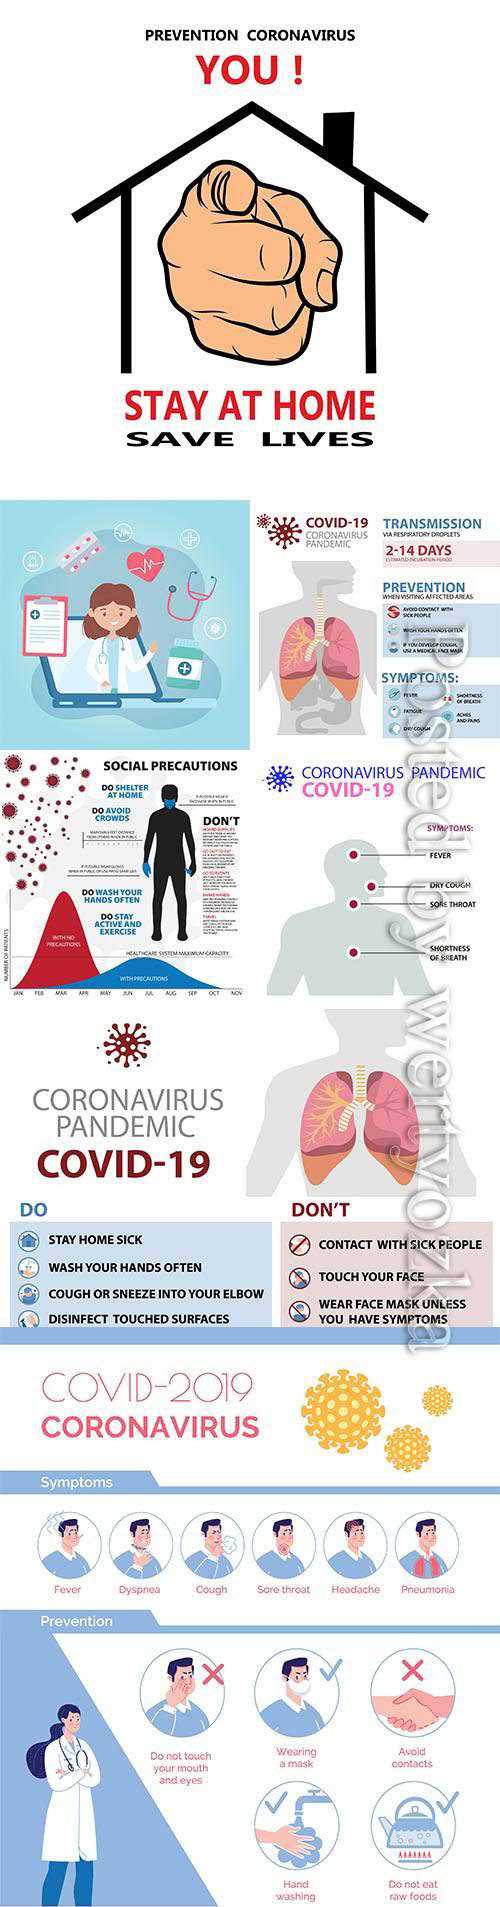 PREVENTION CORONAVIRUS
YOU !
STAY AT HOME
SAVE LIVES
COVID-19
CORONAVIRUS
PANDEMIC
TRANSMISSION
VIA RESPIRATORY DROPLETS
2-14 DAYS
ESTIMATED INCUBATION PERIOD
PREVENTION
WHEN VISITING AFFECTED AREAS
AVOID CONTACT WITH
SICK PEOPLE
WASH YOUR HANDS OFTEN
IF YOU DEVELOP COUGH,
USE A MEDICAL FACE MASK
SYMPTOMS:
FEVER
SHORTNESS
OF BREATH
FATIGUE
ACHES
AND PAINS
DRY COUGH
SOCIAL PRECAUTIONS
DO SHELTER
AT HOME
DO AVOID
CROWDS
DON'T
DO WASH YOUR
HANDS OFTEN
DO STAY
ACTIVE AND
EXERCISE
WITH NO
PRECAUTIONS
HEALTHCARE SYSTEM MAXIMUM CAPACITY
WITH PRECAUTIONS
NUMBER OF PATIENTS
JAN FEB MAR APR MAY JUN JUL AUG SEP OCT NOV
CORONAVIRUS PANDEMIC
COVID-19
SYMPTOMS:
FEVER
DRY COUGH
SORE THROAT
SHORTNESS
OF BREATH
CORONAVIRUS
PANDEMIC
COVID-19
DO
STAY HOME SICK
WASH YOUR HANDS OFTEN
COUGH OR SNEEZE INTO YOUR ELBOW
DISINFECT TOUCHED SURFACES
DON'T
CONTACT WITH SICK PEOPLE
TOUCH YOUR FACE
WEAR FACE MASK UNLESS
YOU HAVE SYMPTOMS
COVID-2019
CORONAVIRUS
Symptoms
Fever
Dyspnea
Cough
Sore throat
Headache
Pneumonia
Prevention
Do not touch
your mouth
and eyes
Wearing
a mask
Avoid
contacts
Hand
washing
Do not eat
raw foods
Posted by wertyozka